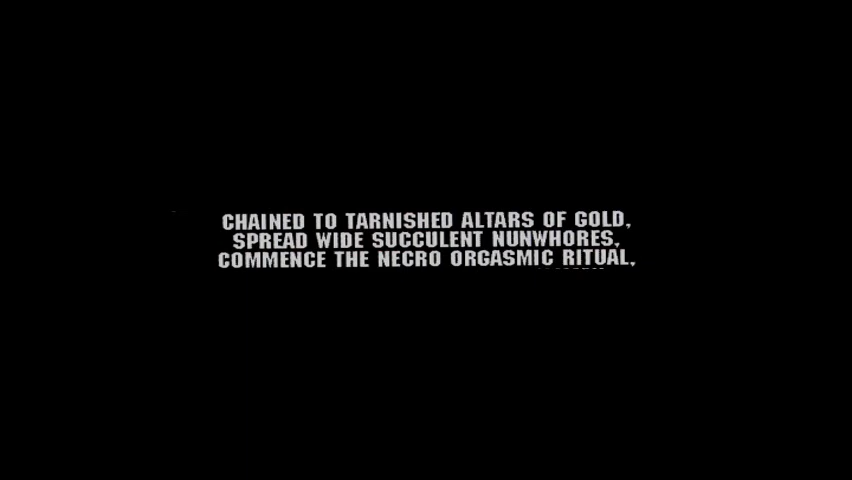 CHAINED TO TARNISHED ALTARS OF GOLD,
SPREAD WIDE SUCCULENT NUNWHORES,
COMMENCE THE NECRO ORGASMIC RITUAL,